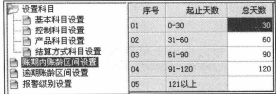 设置科目
基本科目设置
控制科目设置
产品科目设置
结算方式科目设置
账期内账龄区间设置
逾期账龄区间设置
报警级别设置
序号 起止天数 总天数
01 0-30 30
02 31-60 60
03 61-90 90
04 91-120 120
05 121以上